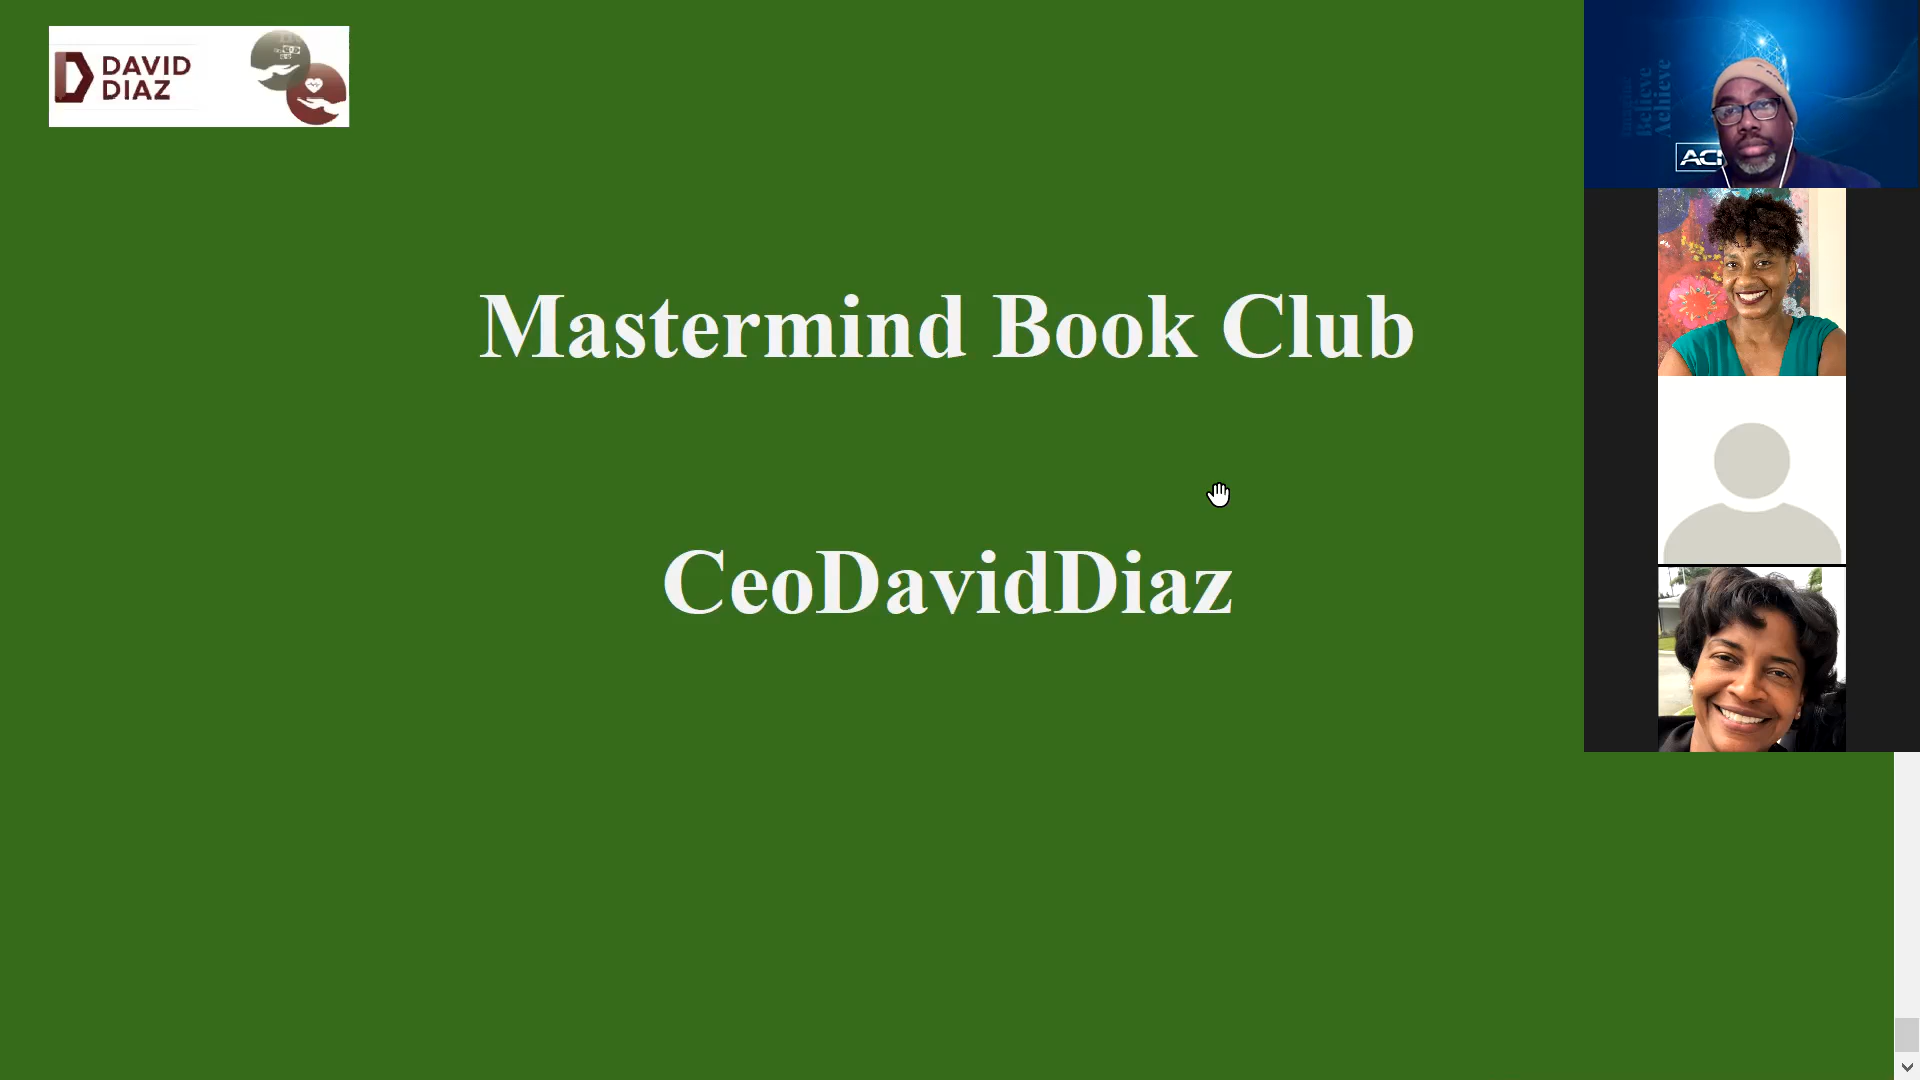 DAVID
DIAZ
Mastermind Book Club
CeoDavidDiaz
Believe
Achieve